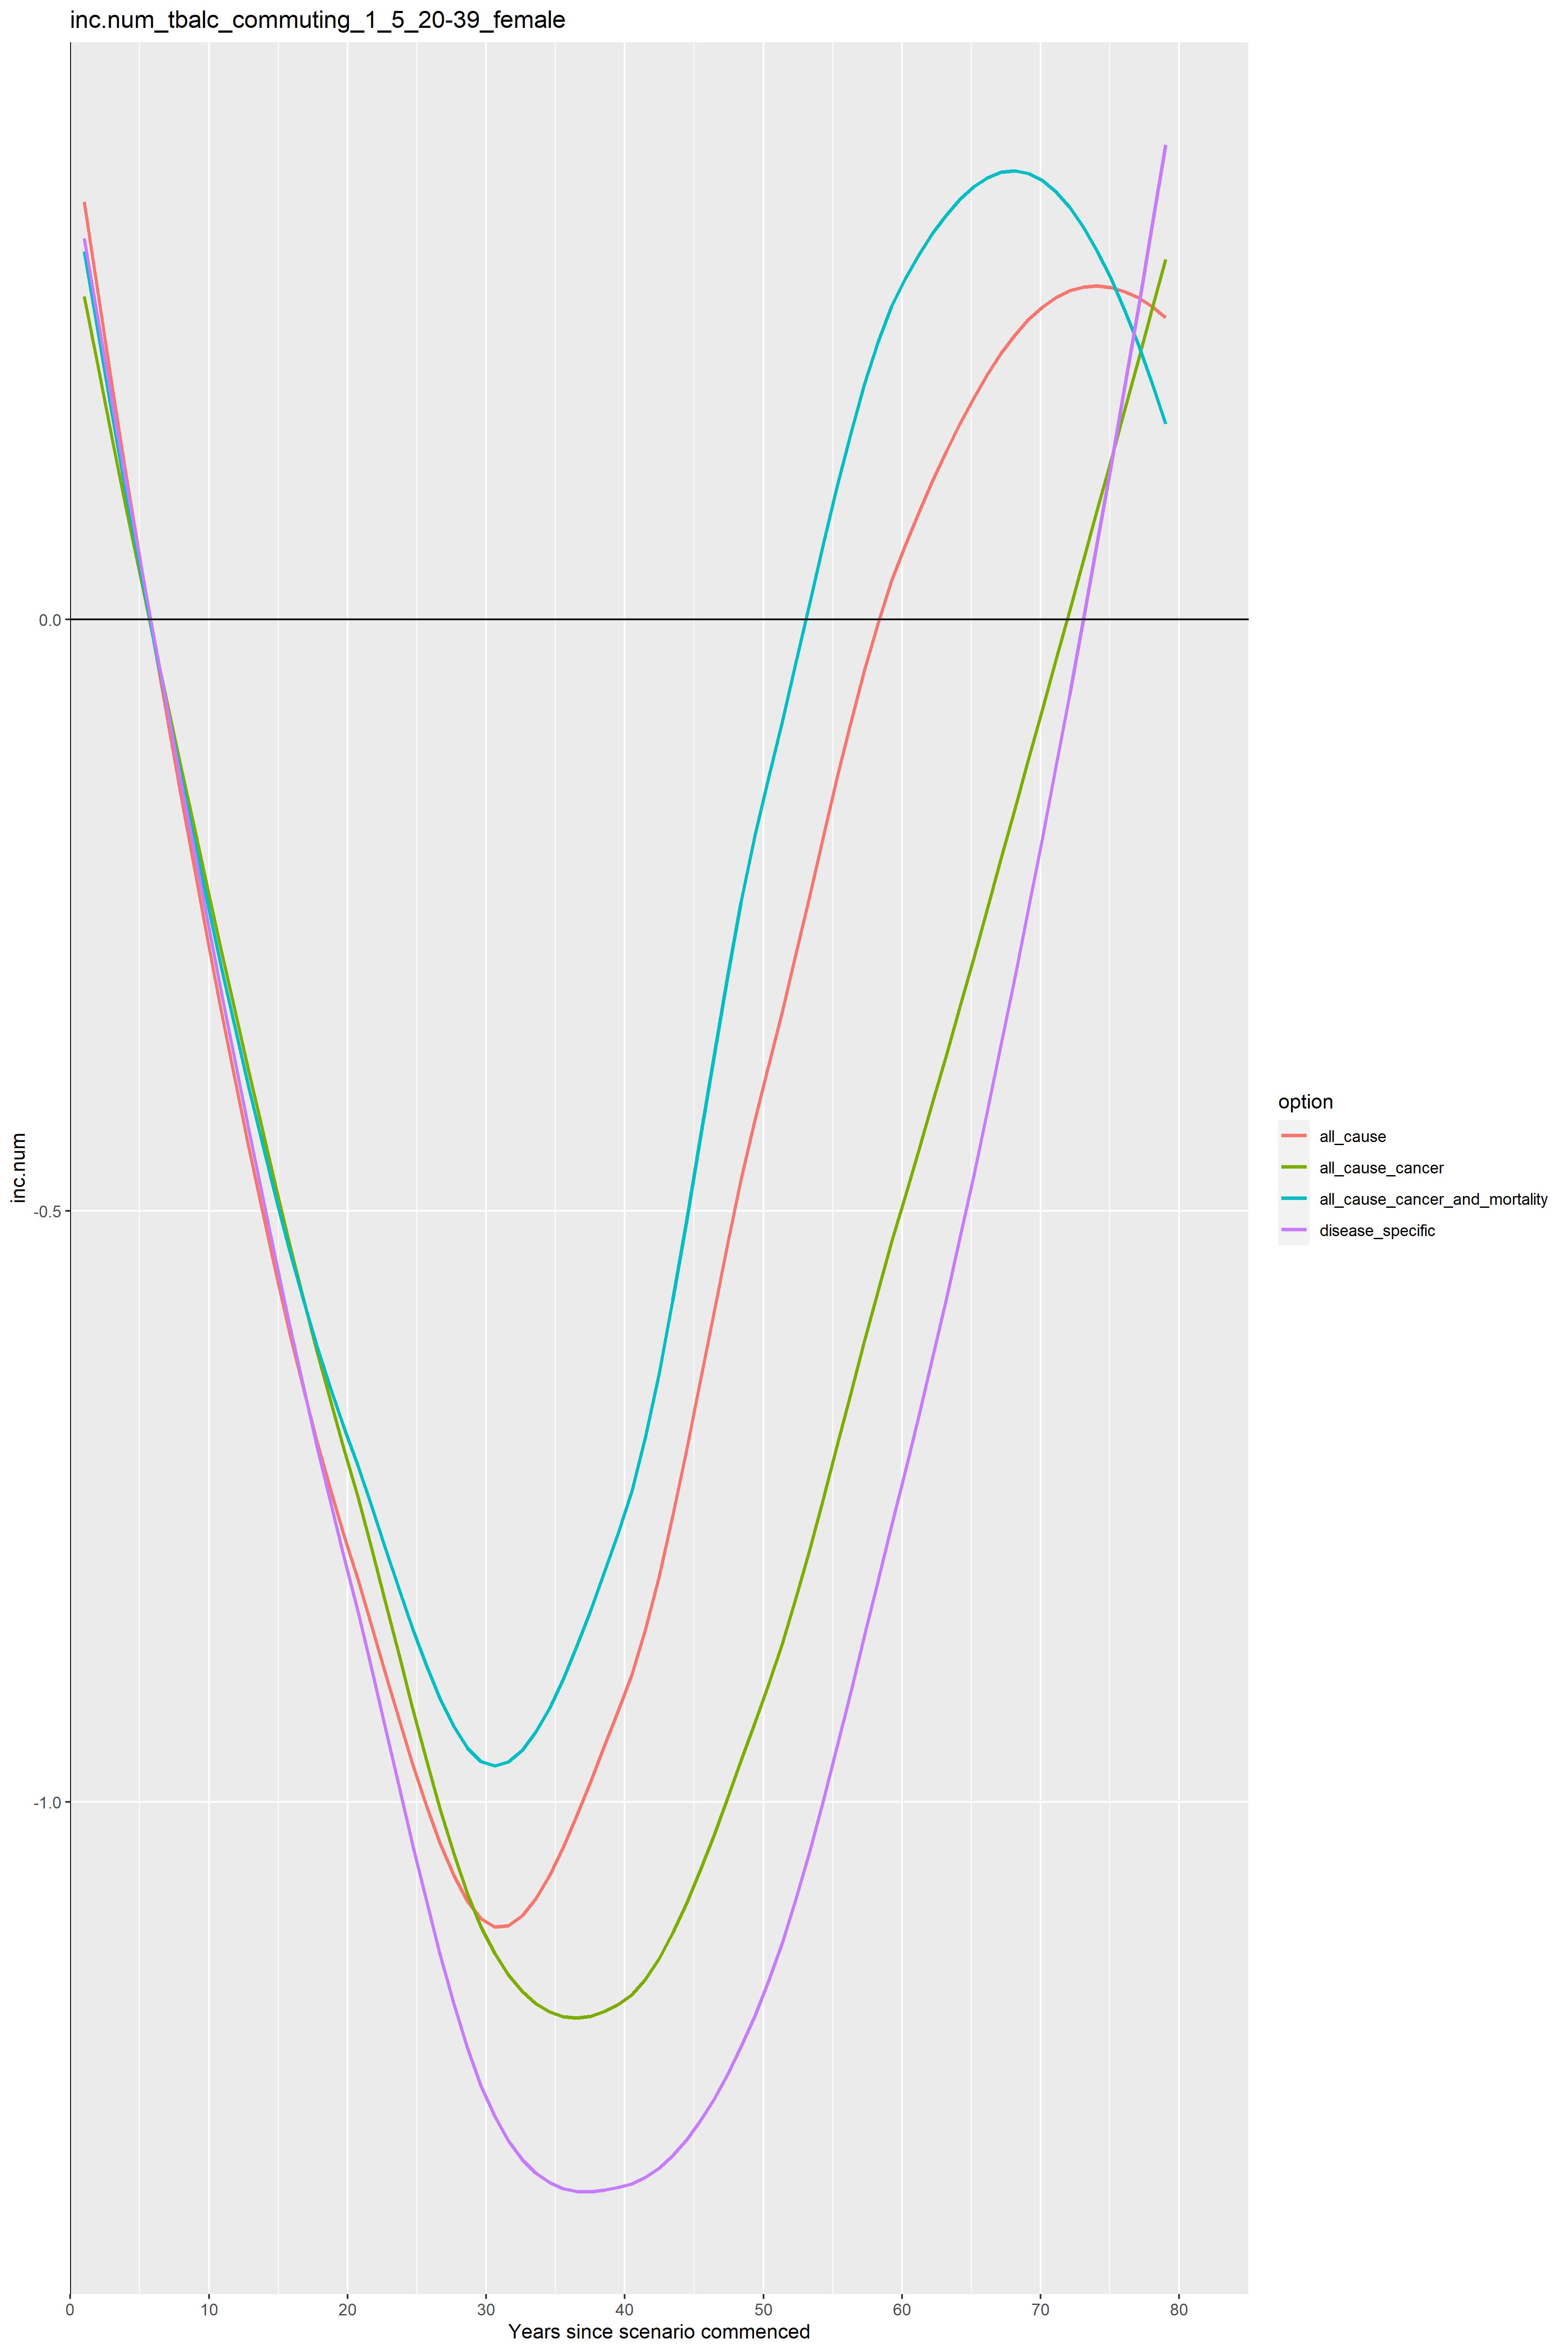 inc.num_tbalc_commuting_1_5_20-39_female
0.0
-0.5
-1.0
inc.num
0 10 20 30 40 50 60 70 80
Years since scenario commenced
option
all_cause
all_cause_cancer
all_cause_cancer_and_mortality
disease_specific